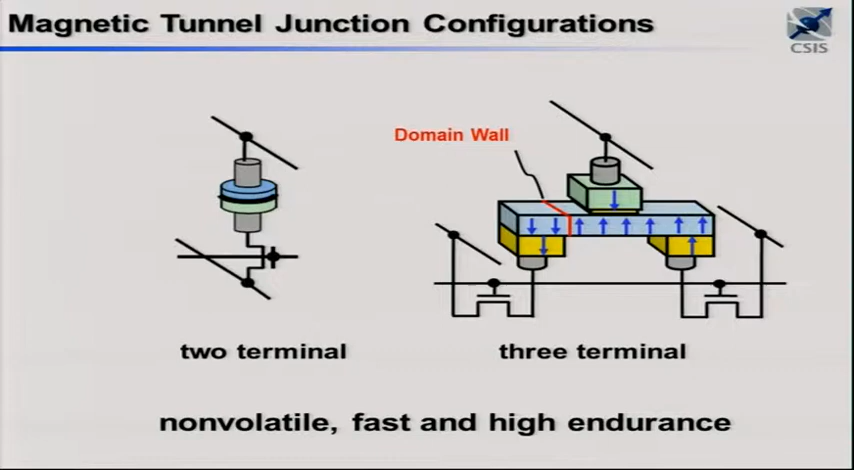 Magnetic Tunnel Junction Configurations
CSIS
Domain Wall
two terminal
three terminal
nonvolatile, fast and high endurance